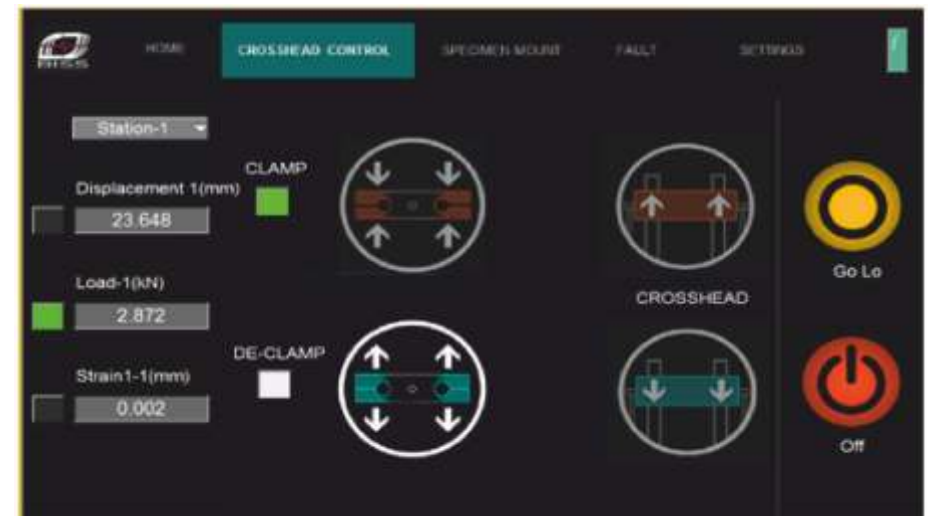 BISS
HOME
CROSSHEAD CONTROL
SPECIMEN MOUNT
FAULT
SETTINGS
Station-1
Displacement 1(mm)
23.648
Load-1(kN)
2.872
Strain1-1(mm)
0.002
CLAMP
DE-CLAMP
CROSSHEAD
Go Lo
Off